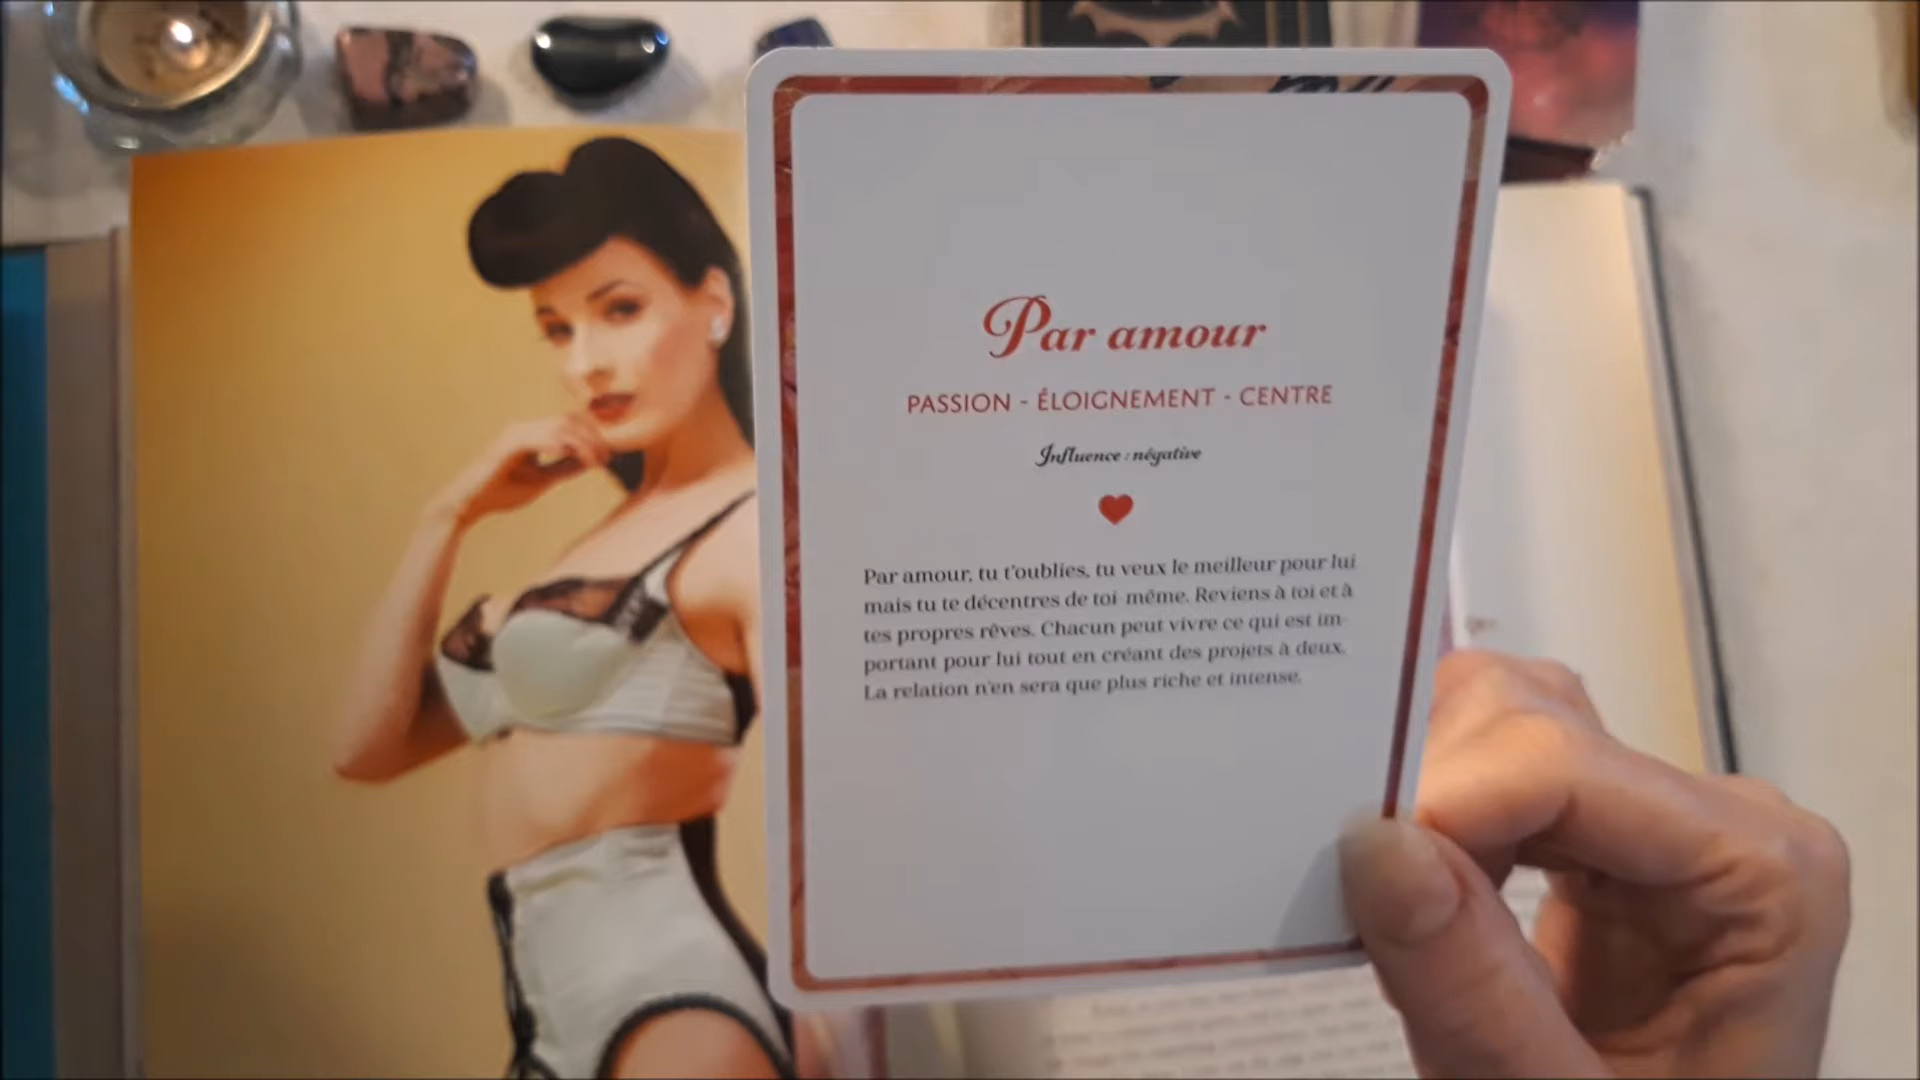 Par amour
PASSION - ÉLOIGNEMENT - CENTRE
Influence : négative
Par amour, tu t'oublies, tu veux le meilleur pour lui
mais tu te décentres de toi-même. Reviens à toi et à
tes propres rêves. Chacun peut vivre ce qui est im-
portant pour lui tout en créant des projets à deux.
La relation n'en sera que plus riche et intense.